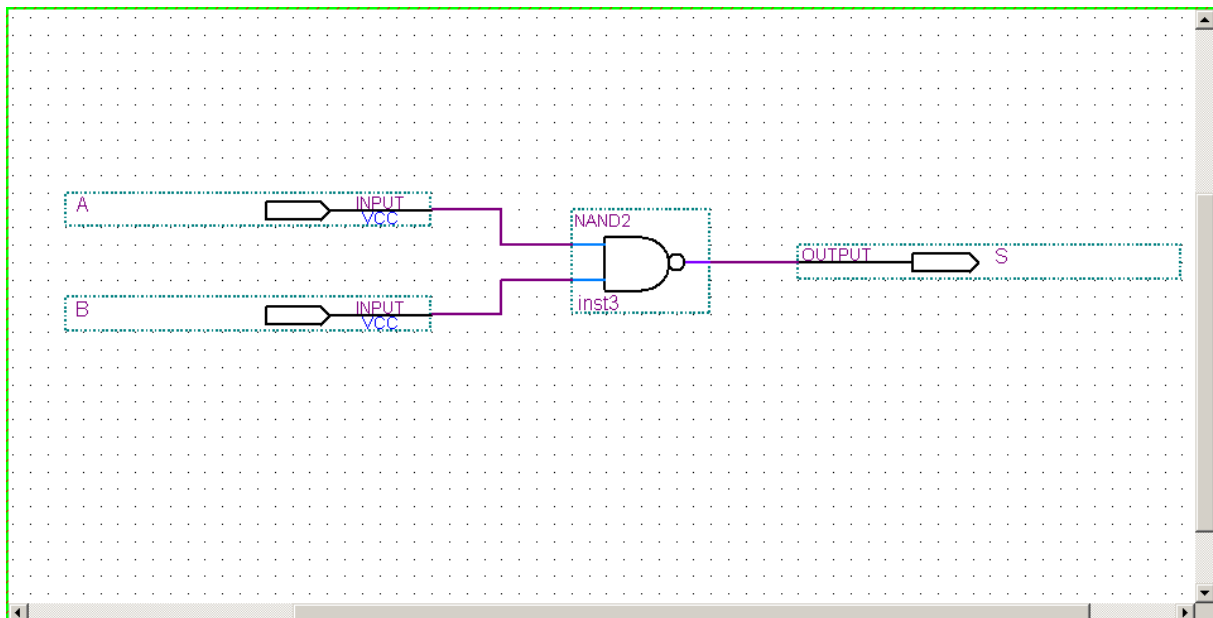 A
INPUT
VCC
NAND2
OUTPUT
S
B
INPUT
VCC
inst3